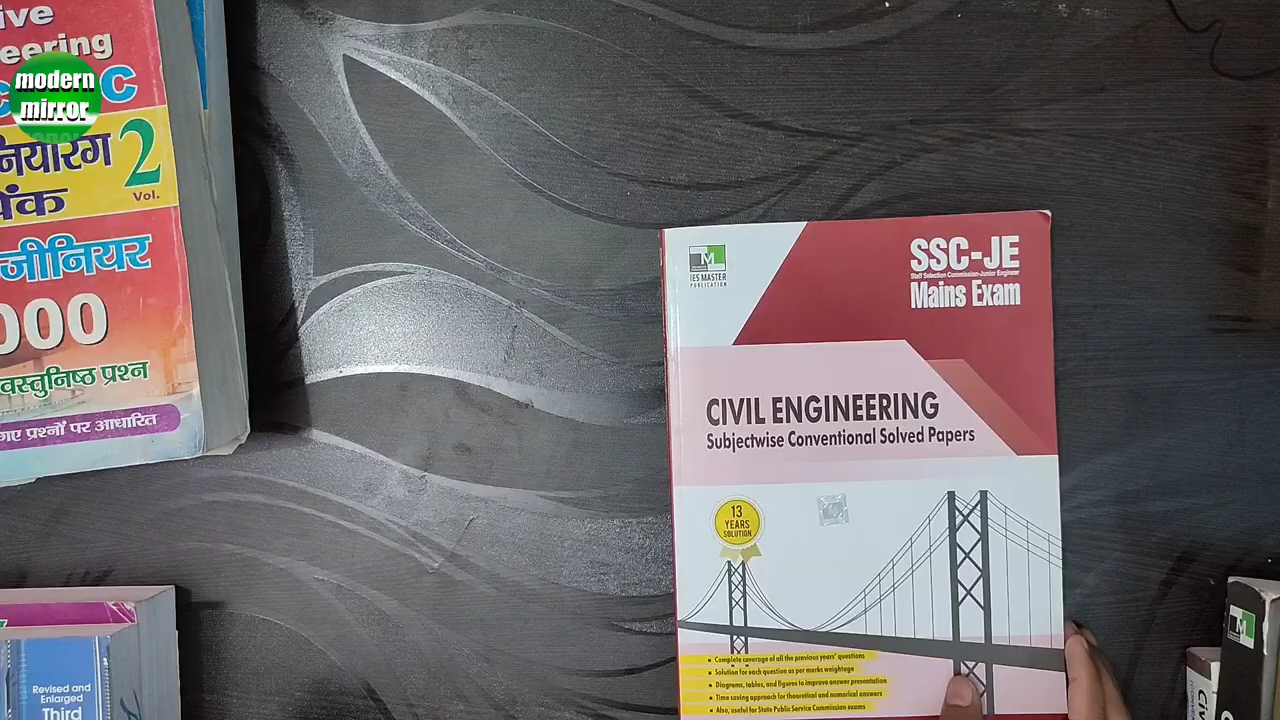 ive
eering
modern
mirror
C
2
Vol.
000
वस्तुनिष्ठ प्रश्न
गए प्रश्नों पर आधारित
Revised and
Enlarged
Third
IES MASTER
PUBLICATION
SSC-JE
Staff Selection Commission-Junior Engineer
Mains Exam
CIVIL ENGINEERING
Subjectwise Conventional Solved Papers
13
YEARS
SOLUTION
▪ Complete coverage of all the previous years' questions
▪ Solution for each question as per marks weightage
▪ Diagrams, tables, and figures to improve answer presentation
▪ Time saving approach for theoretical and numerical answers
▪ Also, useful for State Public Service Commission exams